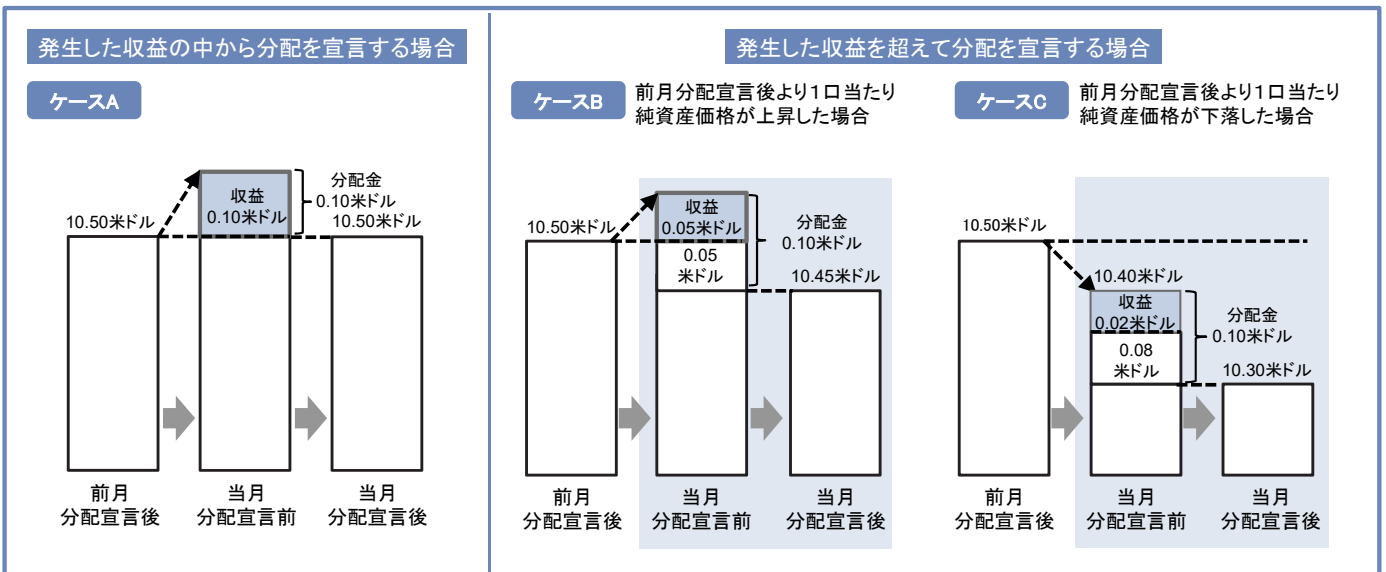 発生した収益の中から分配を宣言する場合
ケースA
10.50米ドル
収益
0.10米ドル
分配金
0.10米ドル
10.50米ドル
前月
分配宣言後
当月
分配宣言前
当月
分配宣言後
発生した収益を超えて分配を宣言する場合
ケースB
前月分配宣言後より1口当たり
純資産価格が上昇した場合
10.50米ドル
収益
0.05米ドル
0.05
米ドル
分配金
0.10米ドル
10.45米ドル
前月
分配宣言後
当月
分配宣言前
当月
分配宣言後
ケースC
前月分配宣言後より1口当たり
純資産価格が下落した場合
10.50米ドル
10.40米ドル
収益
0.02米ドル
0.08
米ドル
分配金
0.10米ドル
10.30米ドル
前月
分配宣言後
当月
分配宣言前
当月
分配宣言後